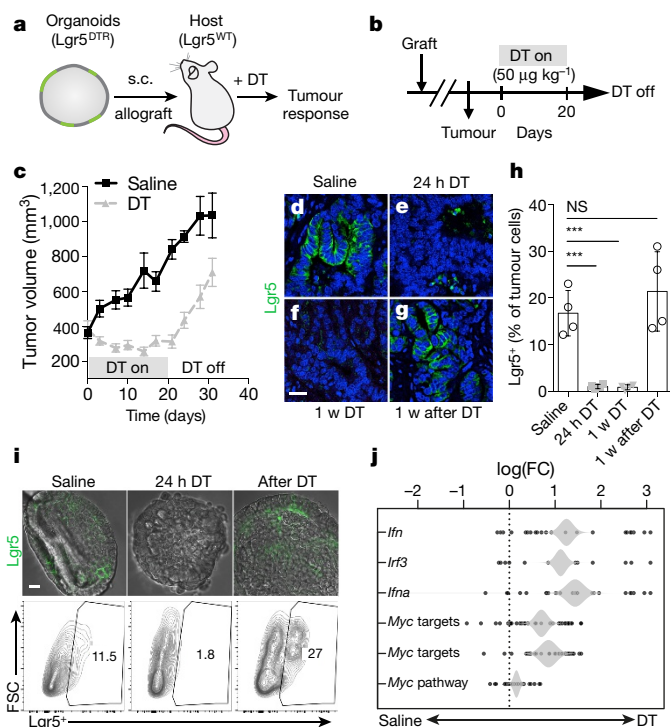 a
Organoids
(Lgr5DTR)
Host
(Lgr5WT)
s.c.
allograft
+ DT
Tumour
response
b
Graft
DT on
(50 μg kg–1)
0
20
DT off
Tumour
Days
c
Saline
DT
Tumor volume (mm3)
1,200
1,000
800
600
400
200
DT on
DT off
0
10
20
30
40
Time (days)
Saline
24 h DT
d
e
Lgr5
f
g
1 w DT
1 w after DT
h
NS
***
***
Lgr5+ (% of tumour cells)
40
30
20
10
0
Saline
24 h DT
1 w DT
1 w after DT
i
Saline
24 h DT
After DT
Lgr5
FSC
11.5
1.8
27
Lgr5+
j
log(FC)
–2
–1
0
1
2
3
Ifn
Irf3
Ifna
Myc targets
Myc targets
Myc pathway
Saline
DT